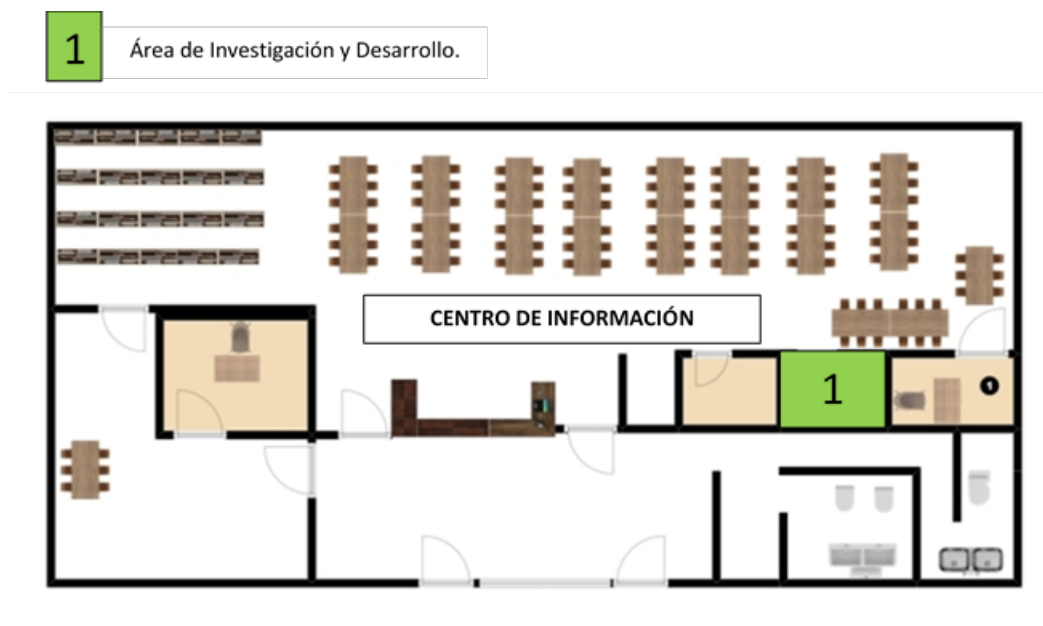 1
Área de Investigación y Desarrollo.
CENTRO DE INFORMACIÓN
1
1